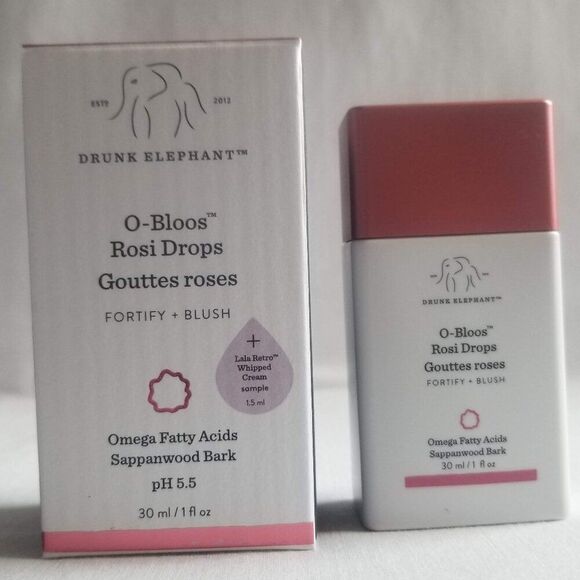 ESTD 2012
DRUNK ELEPHANT™
O-Bloos™
Rosi Drops
Gouttes roses
FORTIFY + BLUSH
+
Lala Retro™
Whipped
Cream
sample
1.5 ml
Omega Fatty Acids
Sappanwood Bark
pH 5.5
30 ml / 1 fl oz
DRUNK ELEPHANT™
O-Bloos™
Rosi Drops
Gouttes roses
FORTIFY + BLUSH
Omega Fatty Acids
Sappanwood Bark
30 ml / 1 fl oz